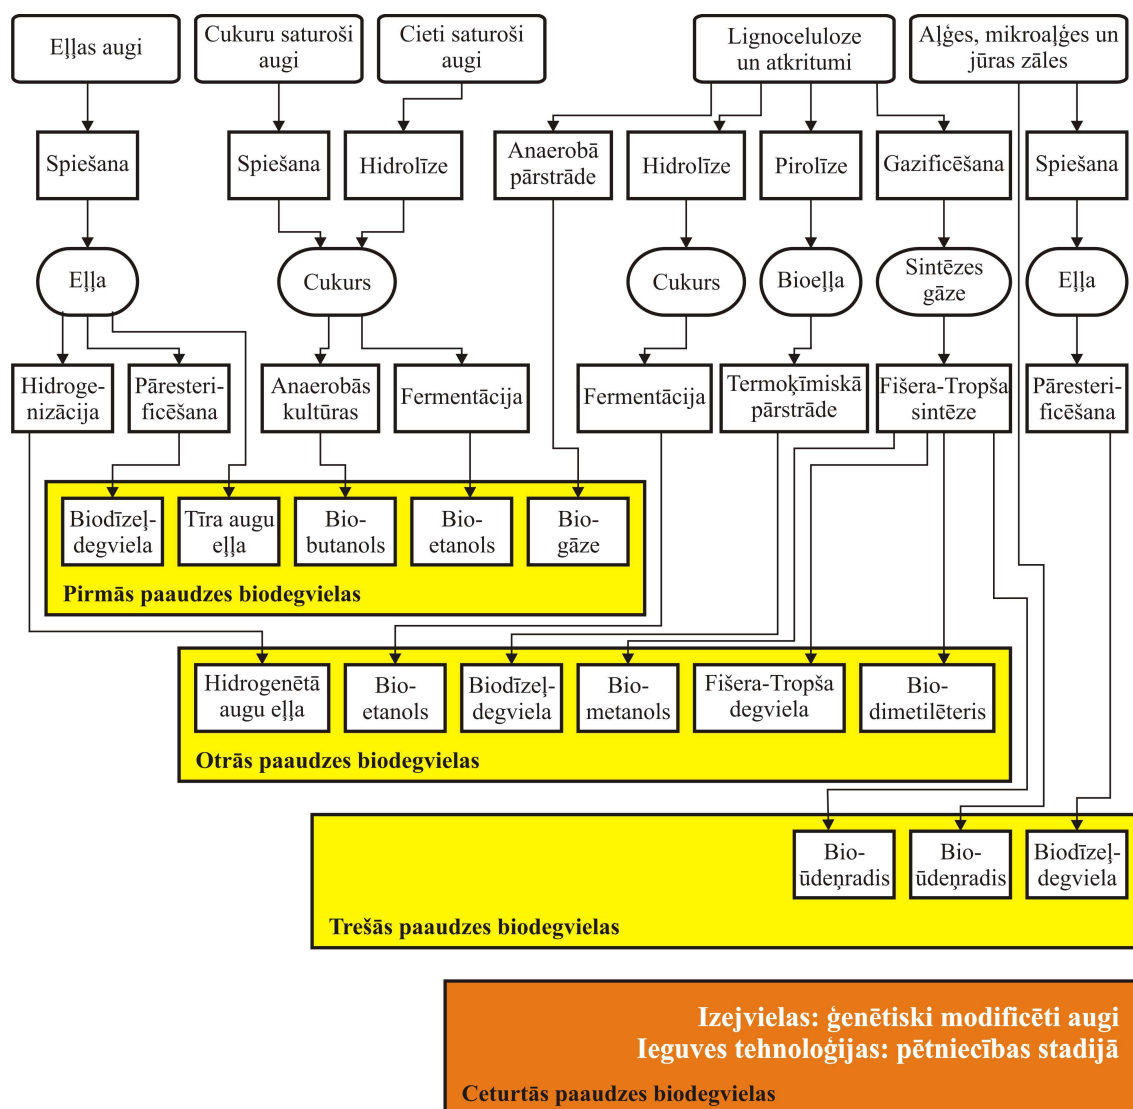 Eļļas augi
Cukuru saturoši
augi
Cieti saturoši
augi
Lignoceluloze
un atkritumi
Aļģes, mikroaļģes un
jūras zāles
Spiešana
Spiešana
Hidrolīze
Anaerobā
pārstrāde
Hidrolīze
Pirolīze
Gazificēšana
Spiešana
Eļļa
Cukurs
Cukurs
Bioeļļa
Sintēzes
gāze
Eļļa
Hidroge-
nizācija
Pāresteri-
ficēšana
Anaerobās
kultūras
Fermentācija
Fermentācija
Termoķīmiskā
pārstrāde
Fišera-Tropša
sintēze
Pāresteri-
ficēšana
Biodīzeļ-
degviela
Tīra augu
eļļa
Bio-
butanols
Bio-
etanols
Bio-
gāze
Pirmās paaudzes biodegvielas
Hidrogenētā
augu eļļa
Bio-
etanols
Biodīzeļ-
degviela
Bio-
metanols
Fišera-Tropša
degviela
Bio-
dimetilēteris
Otrās paaudzes biodegvielas
Bio-
ūdeņradis
Bio-
ūdeņradis
Biodīzeļ-
degviela
Trešās paaudzes biodegvielas
Izejvielas: ģenētiski modificēti augi
Ieguves tehnoloģijas: pētniecības stadijā
Ceturtās paaudzes biodegvielas